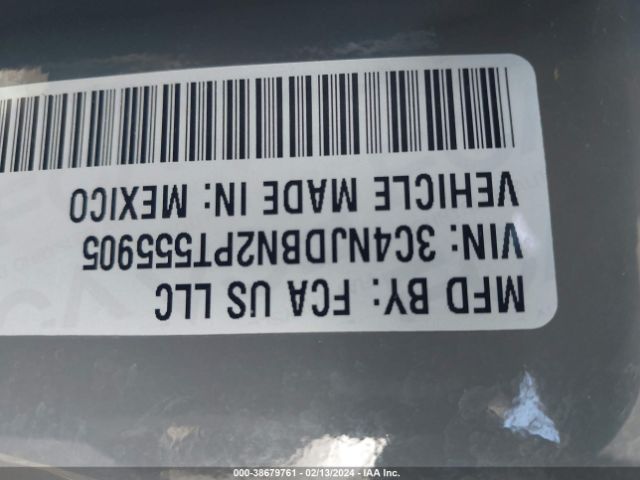 MFD BY: FCA US LLC
VIN: 3C4NJDBN2PT555905
VEHICLE MADE IN: MEXICO
000-38679761 - 02/13/2024 - IAA Inc.